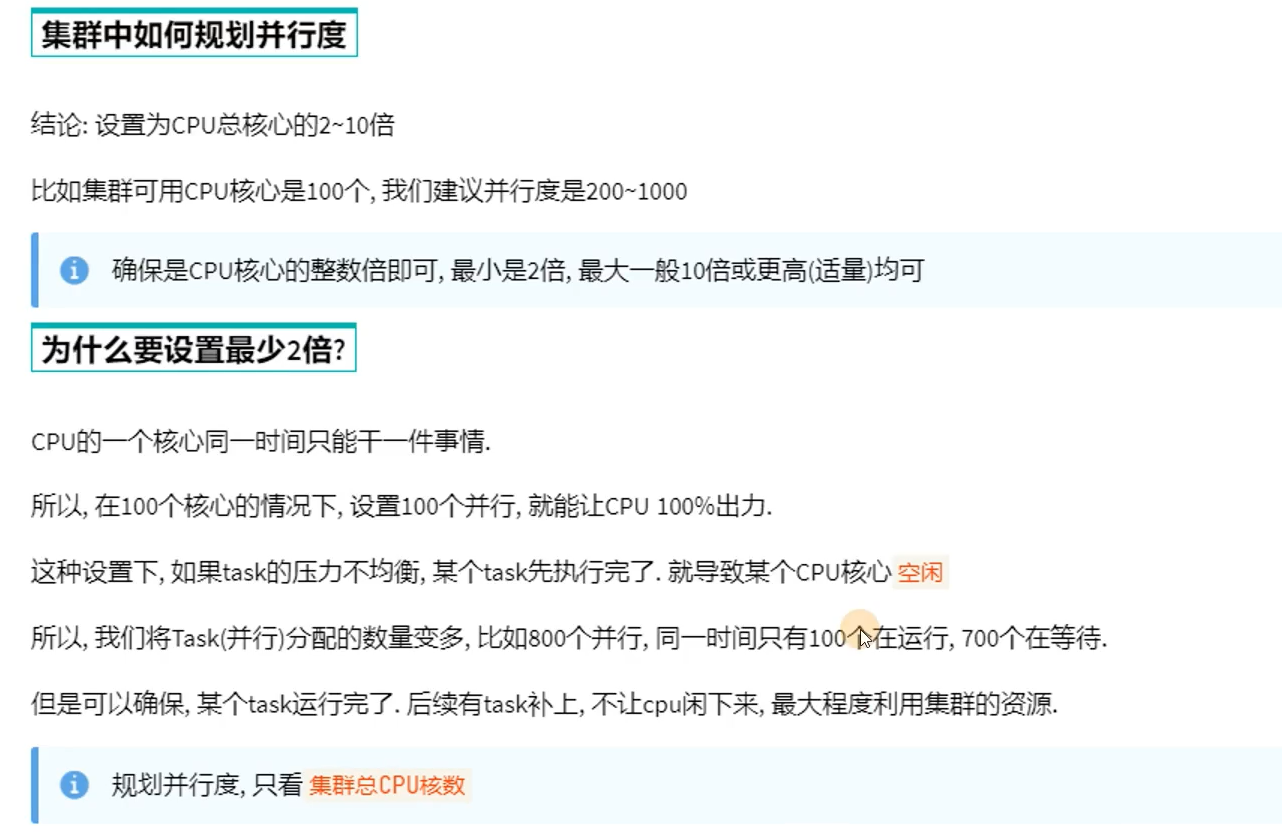 集群中如何规划并行度
结论: 设置为CPU总核心的2~10倍
比如集群可用CPU核心是100个, 我们建议并行度是200~1000
确保是CPU核心的整数倍即可, 最小是2倍, 最大一般10倍或更高(适量)均可
为什么要设置最少2倍?
CPU的一个核心同一时间只能干一件事情.
所以, 在100个核心的情况下, 设置100个并行, 就能让CPU 100%出力.
这种设置下, 如果task的压力不均衡, 某个task先执行完了. 就导致某个CPU核心 空闲
所以, 我们将Task(并行)分配的数量变多, 比如800个并行, 同一时间只有100个在运行, 700个在等待.
但是可以确保, 某个task运行完了. 后续有task补上, 不让cpu闲下来, 最大程度利用集群的资源.
规划并行度, 只看 集群总CPU核数